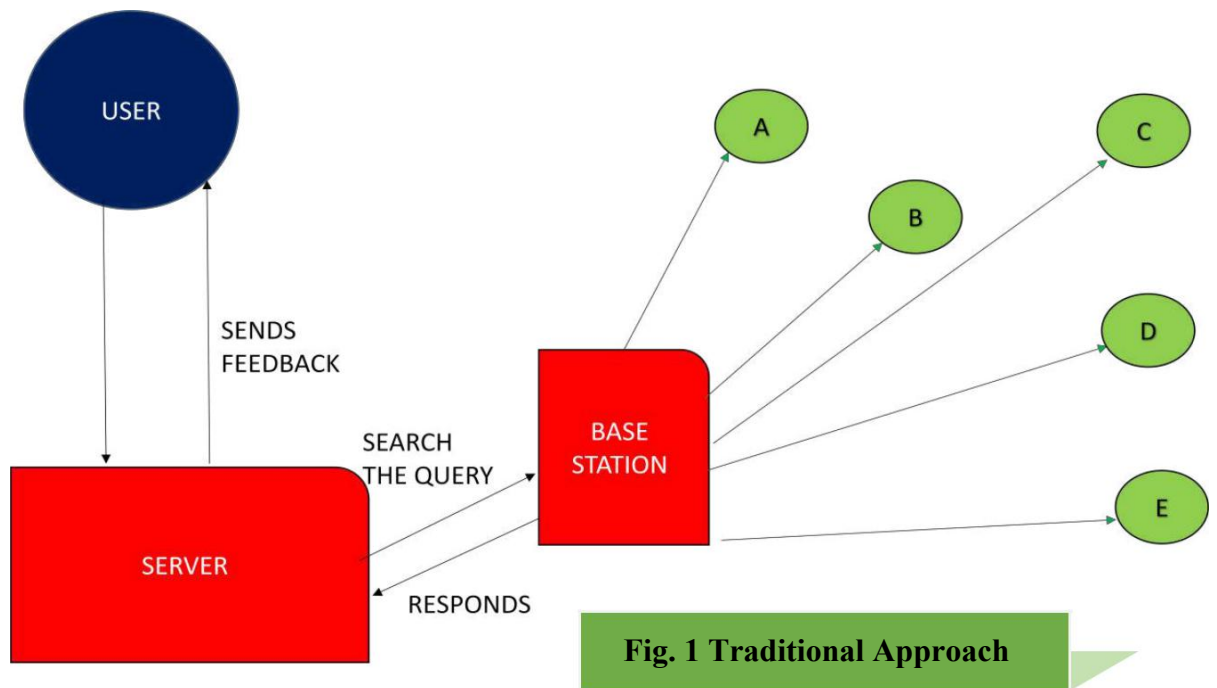 USER
A
C
B
D
E
SENDS
FEEDBACK
SEARCH
THE QUERY
BASE
STATION
SERVER
RESPONDS
Fig. 1 Traditional Approach